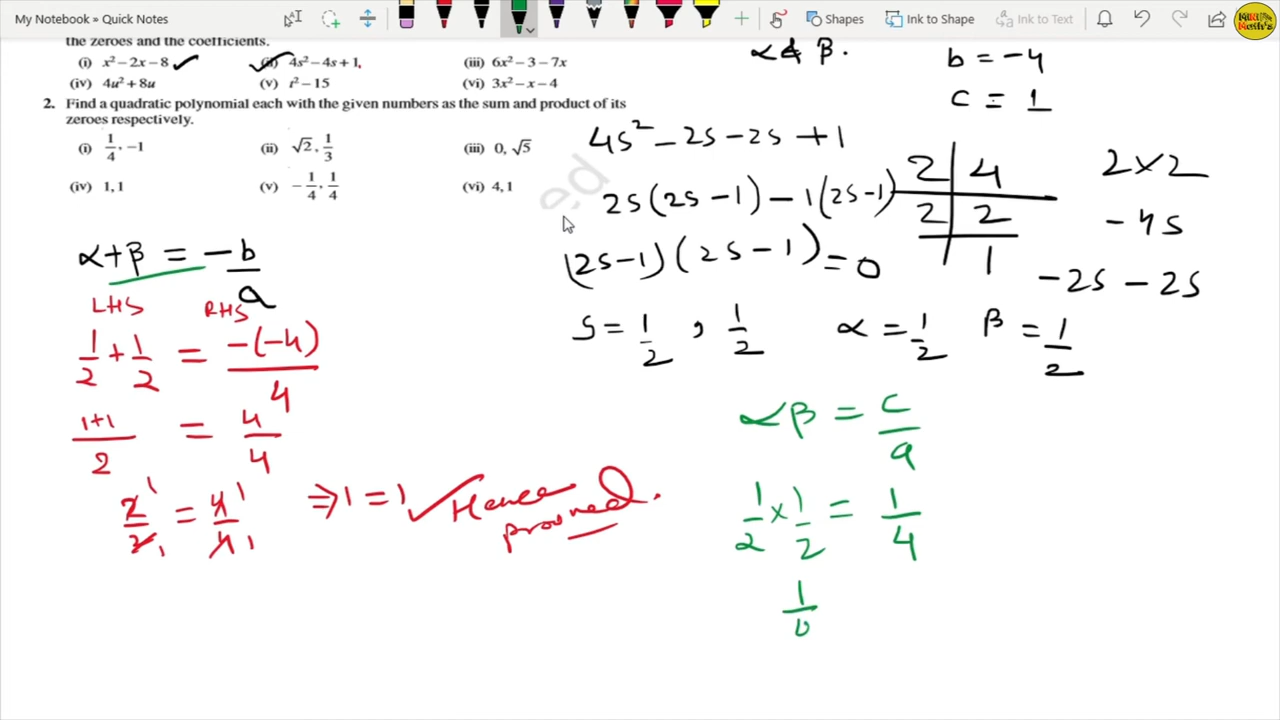 My Notebook » Quick Notes
Shapes
Ink to Shape
Ink to Text
the zeroes and the coefficients.
(i) x² – 2x – 8 ✓
(ii) 4s² – 4s + 1
(iii) 6x² – 3 – 7x
(iv) 4u² + 8u
(v) t² – 15
(vi) 3x² – x – 4
2. Find a quadratic polynomial each with the given numbers as the sum and product of its
zeroes respectively.
(i) 1/4, –1
(ii) √2, 1/3
(iii) 0, √5
(iv) 1, 1
(v) –1/4, 1/4
(vi) 4, 1
ed
α & β.
b = -4
c = 1
4s² - 2s - 2s + 1
2s(2s - 1) - 1(2s-1)
(2s-1)(2s-1) = 0
s = 1/2, 1/2
α = 1/2 β = 1/2
2 | 4
2 | 2
1
2×2
-4s
-2s - 2s
α+β = -b/a
LHS RHS
1/2 + 1/2 = -(-4)/4
1+1/2 = 4/4
2/2 = 4/4 ⇒ 1 = 1 ✓ Hence
1 1 1 1
αβ = c/a
1/2 × 1/2 = 1/4